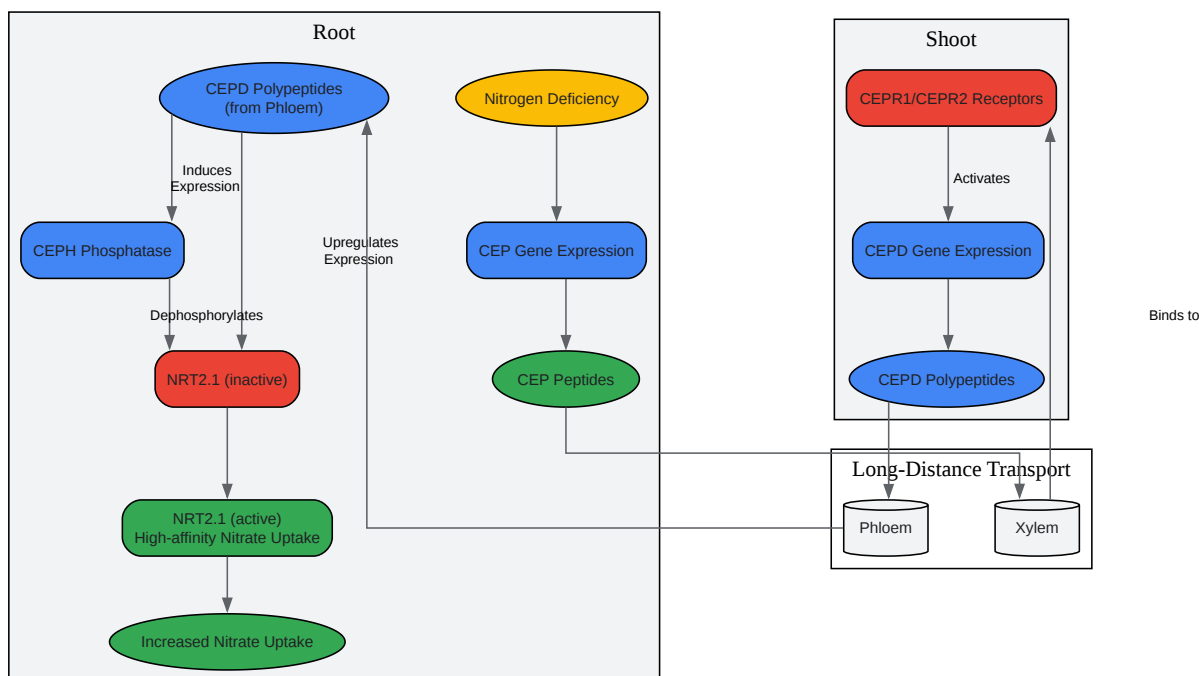 Root
CEPD Polypeptides
(from Phloem)
Nitrogen Deficiency
Induces
Expression
CEPH Phosphatase
Upregulates
Expression
CEP Gene Expression
Dephosphorylates
NRT2.1 (inactive)
CEP Peptides
NRT2.1 (active)
High-affinity Nitrate Uptake
Increased Nitrate Uptake
Shoot
CEPR1/CEPR2 Receptors
Activates
CEPD Gene Expression
Binds to
CEPD Polypeptides
Long-Distance Transport
Phloem
Xylem